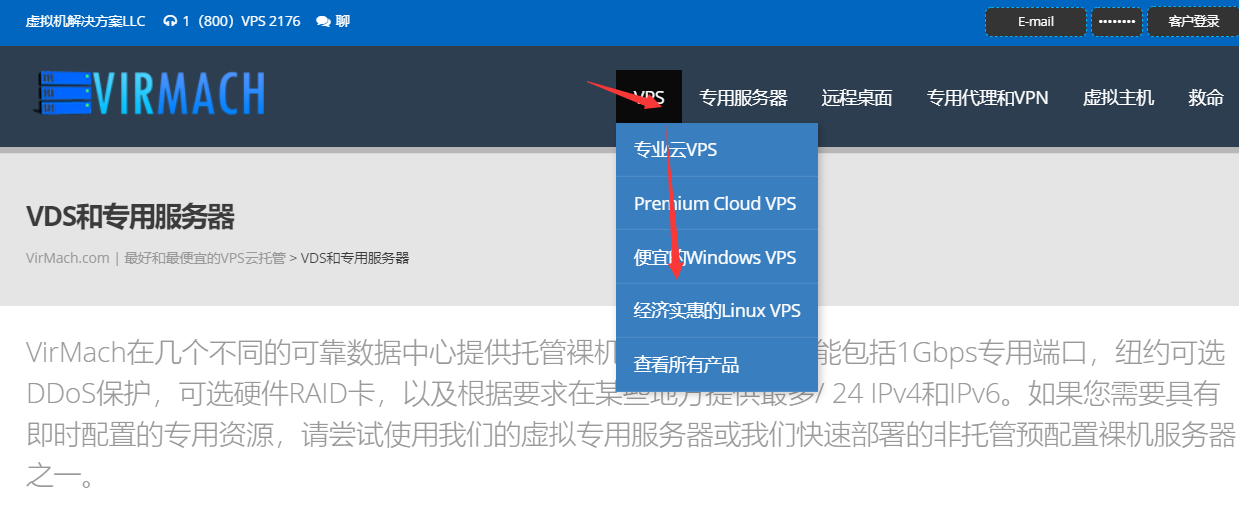 虚拟机解决方案LLC 1（800）VPS 2176 聊 E-mail •••••••• 客户登录
VIRMACH
VPS 专用服务器 远程桌面 专用代理和VPN 虚拟主机 救命
专业云VPS
Premium Cloud VPS
便宜的Windows VPS
经济实惠的Linux VPS
查看所有产品
VDS和专用服务器
VirMach.com | 最好和最便宜的VPS云托管 > VDS和专用服务器
VirMach在几个不同的可靠数据中心提供托管裸机 能包括1Gbps专用端口，纽约可选
DDoS保护，可选硬件RAID卡，以及根据要求在某些地方提供最多/ 24 IPv4和IPv6。如果您需要具有
即时配置的专用资源，请尝试使用我们的虚拟专用服务器或我们快速部署的非托管预配置裸机服务器
之一。